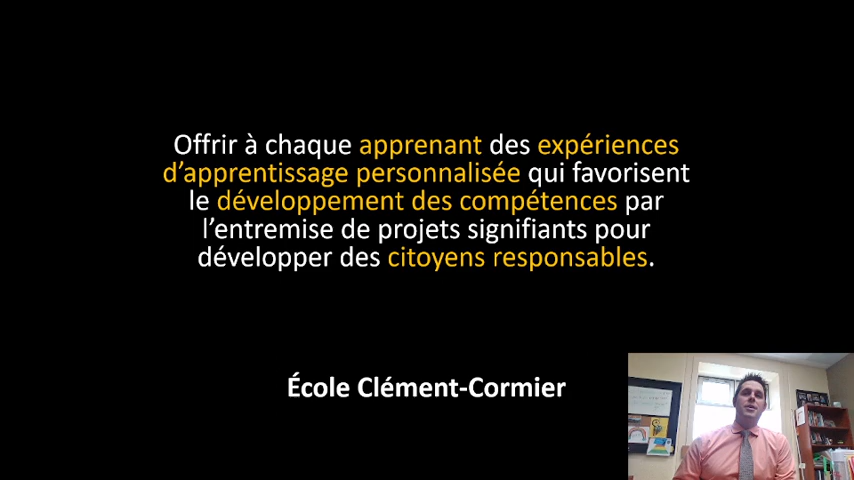 Offrir à chaque apprenant des expériences
d’apprentissage personnalisée qui favorisent
le développement des compétences par
l’entremise de projets signifiants pour
développer des citoyens responsables.
École Clément-Cormier